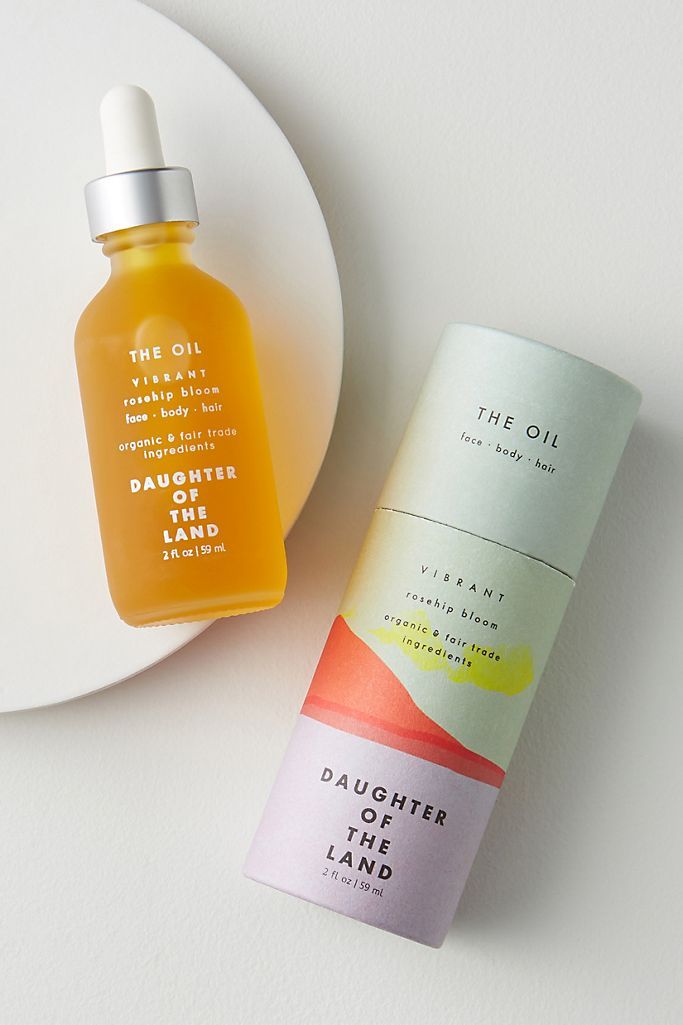 THE OIL
VIBRANT
rosehip bloom
face · body · hair
organic & fair trade
ingredients
DAUGHTER
OF
THE
LAND
2 fl oz | 59 ml
THE OIL
face · body · hair
VIBRANT
rosehip bloom
organic & fair trade
ingredients
DAUGHTER
OF
THE
LAND
2 fl oz | 59 ml